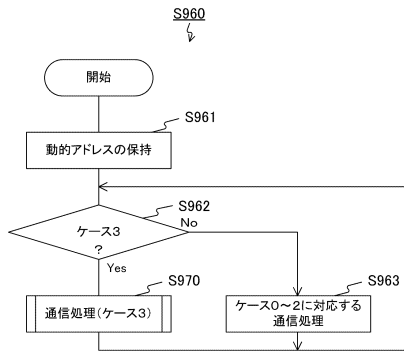 S960
開始
S961
動的アドレスの保持
S962
ケース3
?
No
Yes
S970
通信処理(ケース3)
S963
ケース0~2に対応する
通信処理